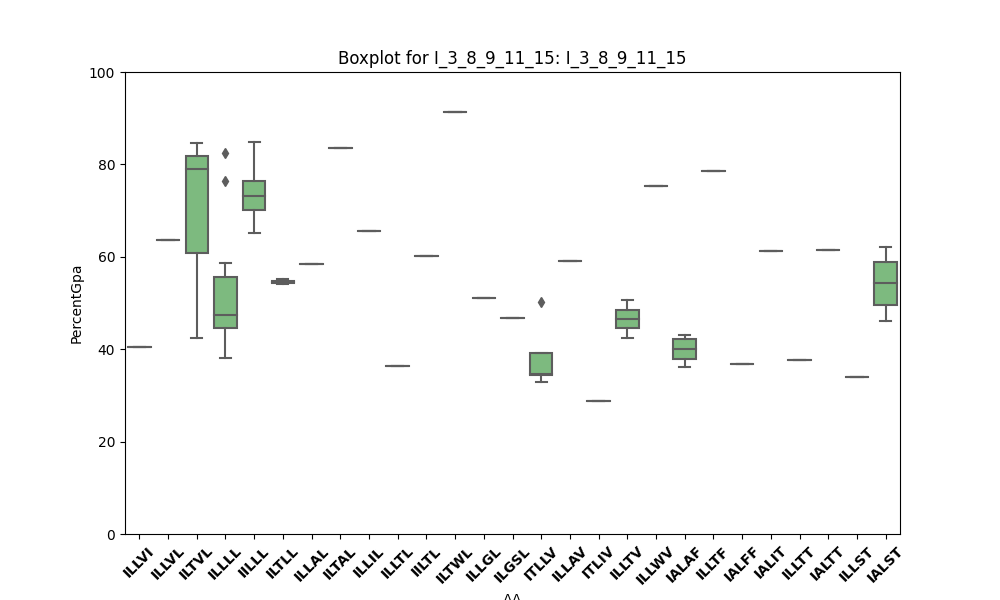 Boxplot for I_3_8_9_11_15: I_3_8_9_11_15
100
80
60
40
20
0
PercentGpa
ILLVI
ILLVL
ILTVL
ILLLL
IILLL
ILTLL
ILLAL
ILTAL
ILLIL
ILLTL
IILTL
ILTWL
ILLGL
ILGSL
ITLLV
ILLAV
ITLIV
ILLTV
ILLWV
IALAF
ILLTF
IALFF
IALIT
ILLTT
IALTT
ILLST
IALST
AA